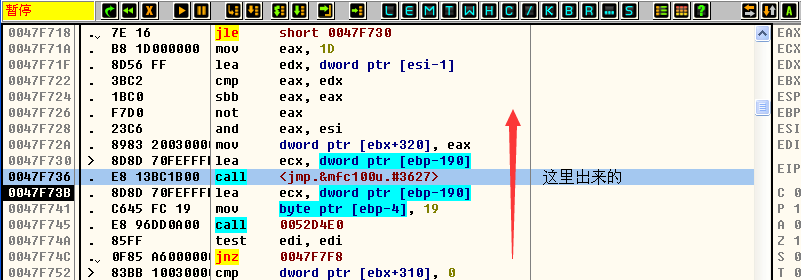 暂停 L E M T W H C / K B R ... S ?
0047F718 . 7E 16 jle short 0047F730 EAX
0047F71A . B8 1D000000 mov eax, 1D ECX
0047F71F . 8D56 FF lea edx, dword ptr [esi-1] EDX
0047F722 . 3BC2 cmp eax, edx EBX
0047F724 . 1BC0 sbb eax, eax ESP
0047F726 . F7D0 not eax EBP
0047F728 . 23C6 and eax, esi ESI
0047F72A . 8983 20030000 mov dword ptr [ebx+320], eax EDI
0047F730 > 8D8D 70FEFFFF lea ecx, dword ptr [ebp-190]
0047F736 . E8 13BC1B00 call <jmp.&mfc100u.#3627> 这里出来的 EIP
0047F73B . 8D8D 70FEFFFF lea ecx, dword ptr [ebp-190] C 0
0047F741 . C645 FC 19 mov byte ptr [ebp-4], 19 P 0
0047F745 . E8 96DD0A00 call 0052D4E0 A 0
0047F74A . 85FF test edi, edi Z 1
0047F74C . 0F85 A6000000 jnz 0047F7F8 S 0
0047F752 > 83BB 10030000 cmp dword ptr [ebx+310], 0 T 0